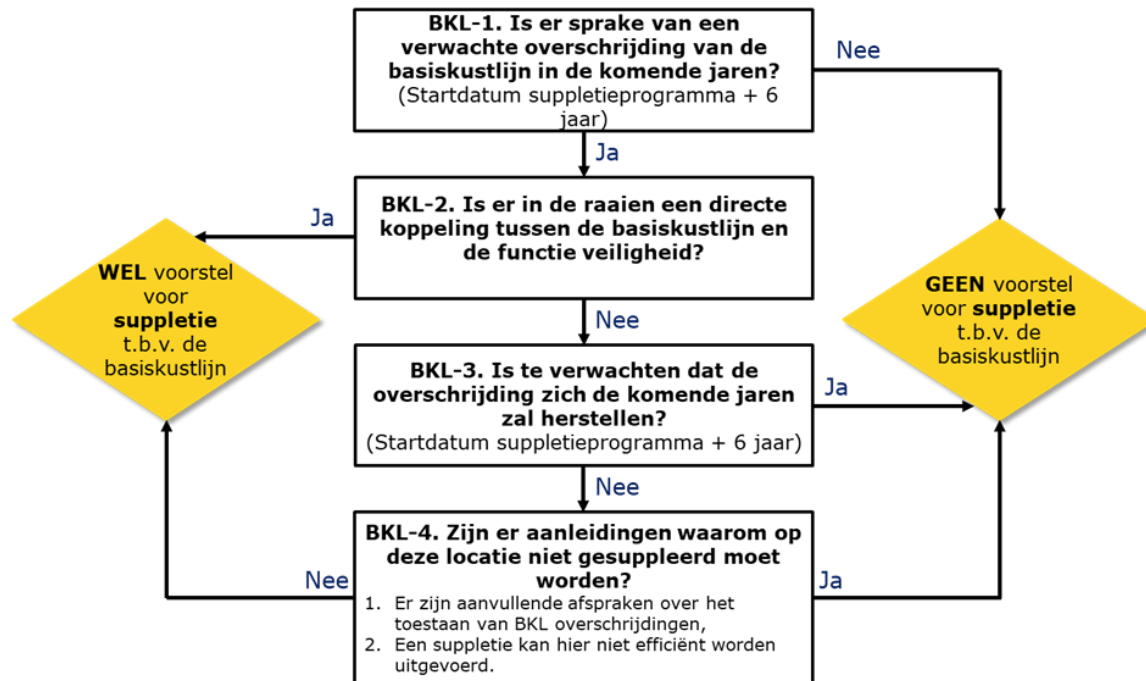 BKL-1. Is er sprake van een
verwachte overschrijding van de
basiskustlijn in de komende jaren?
(Startdatum suppletieprogramma + 6
jaar)
Nee
Ja
BKL-2. Is er in de raaien een directe
koppeling tussen de basiskustlijn en
de functie veiligheid?
Ja
WEL voorstel
voor
suppletie
t.b.v. de
basiskustlijn
GEEN voorstel
voor suppletie
t.b.v. de
basiskustlijn
Nee
BKL-3. Is te verwachten dat de
overschrijding zich de komende jaren
zal herstellen?
(Startdatum suppletieprogramma + 6 jaar)
Ja
Nee
BKL-4. Zijn er aanleidingen waarom op
deze locatie niet gesuppleerd moet
worden?
1. Er zijn aanvullende afspraken over het
toestaan van BKL overschrijdingen,
2. Een suppletie kan hier niet efficiënt worden
uitgevoerd.
Nee
Ja